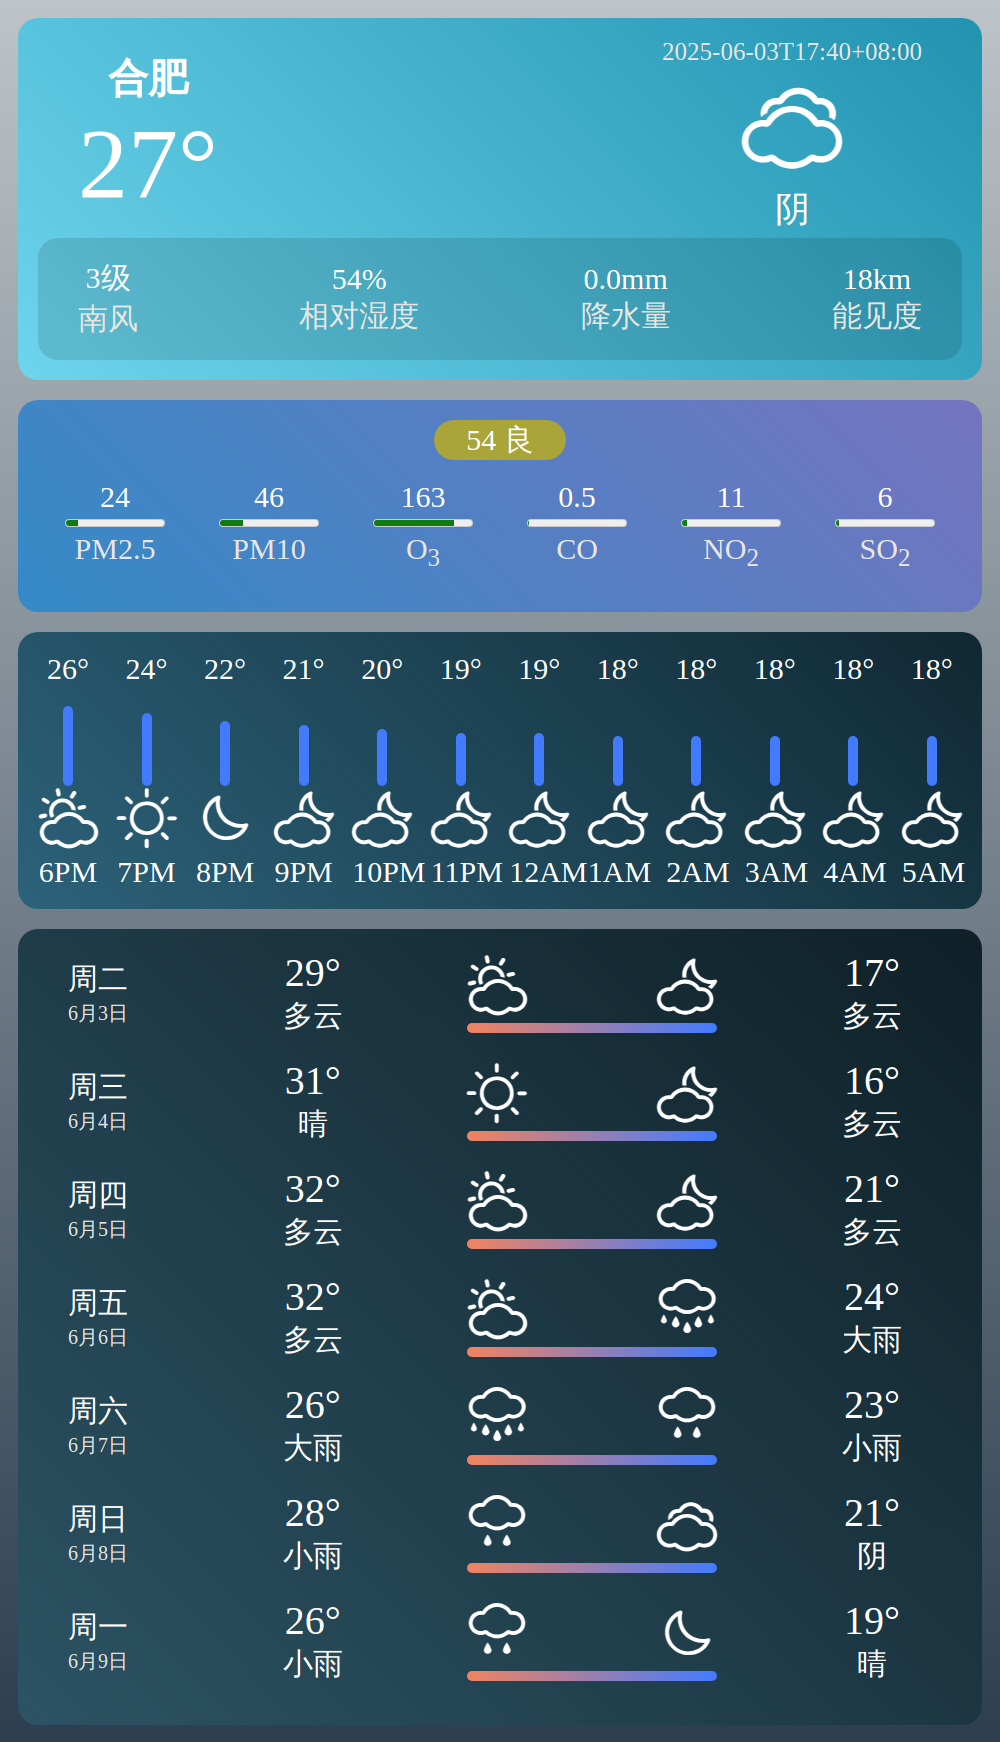 合肥
2025-06-03T17:40+08:00
27°
阴
3级 54% 0.0mm 18km
南风 相对湿度 降水量 能见度
54 良
24 46 163 0.5 11 6
PM2.5 PM10 O3 CO NO2 SO2
26° 24° 22° 21° 20° 19° 19° 18° 18° 18° 18° 18°
6PM 7PM 8PM 9PM 10PM 11PM 12AM 1AM 2AM 3AM 4AM 5AM
周二 29° 17°
6月3日 多云 多云
周三 31° 16°
6月4日 晴 多云
周四 32° 21°
6月5日 多云 多云
周五 32° 24°
6月6日 多云 大雨
周六 26° 23°
6月7日 大雨 小雨
周日 28° 21°
6月8日 小雨 阴
周一 26° 19°
6月9日 小雨 晴